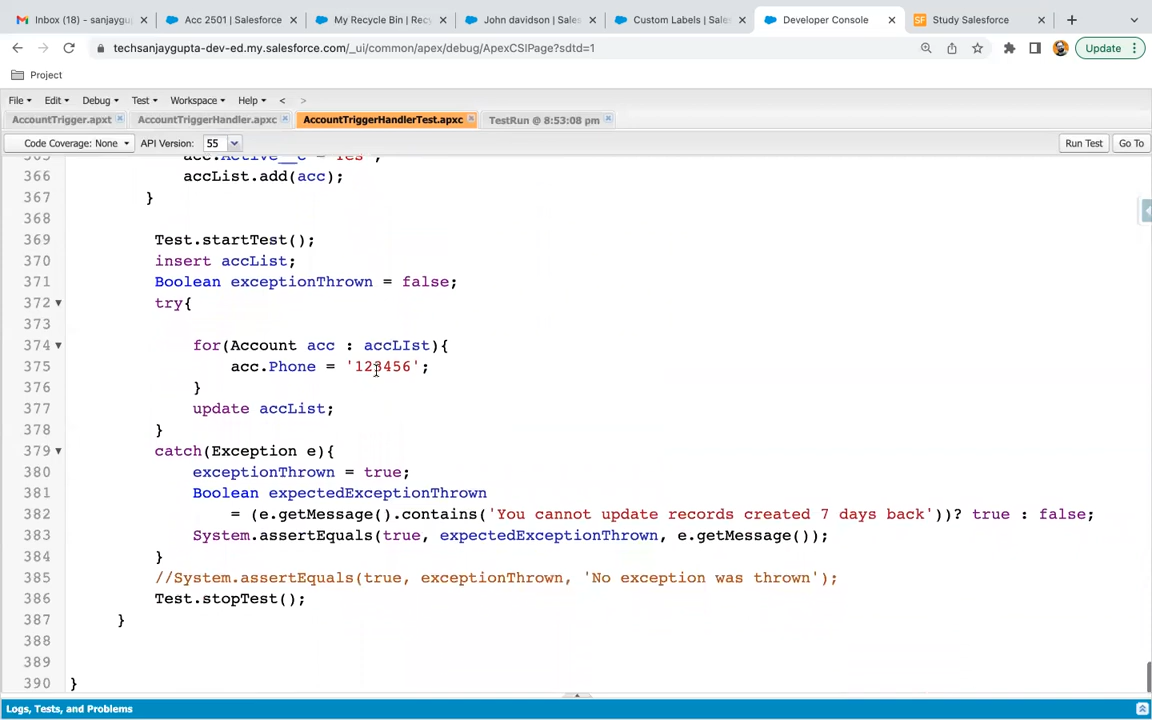 Inbox (18) - sanjaygu
Acc 2501 | Salesforce
My Recycle Bin | Rec
John davidson | Sales
Custom Labels | Sale
Developer Console
Study Salesforce
techsanjaygupta-dev-ed.my.salesforce.com/_ui/common/apex/debug/ApexCSIPage?sdtd=1
Update
Project
File
Edit
Debug
Test
Workspace
Help
<
>
AccountTrigger.apxt
AccountTriggerHandler.apxc
AccountTriggerHandlerTest.apxc
TestRun @ 8:53:08 pm
Code Coverage: None
API Version:
55
Run Test
Go To
365 acc.Active__c = 'Yes';
366 accList.add(acc);
367 }
368
369 Test.startTest();
370 insert accList;
371 Boolean exceptionThrown = false;
372 try{
373
374 for(Account acc : accLIst){
375 acc.Phone = '123456';
376 }
377 update accList;
378 }
379 catch(Exception e){
380 exceptionThrown = true;
381 Boolean expectedExceptionThrown
382 = (e.getMessage().contains('You cannot update records created 7 days back'))? true : false;
383 System.assertEquals(true, expectedExceptionThrown, e.getMessage());
384 }
385 //System.assertEquals(true, exceptionThrown, 'No exception was thrown');
386 Test.stopTest();
387 }
388
389
390 }
Logs, Tests, and Problems